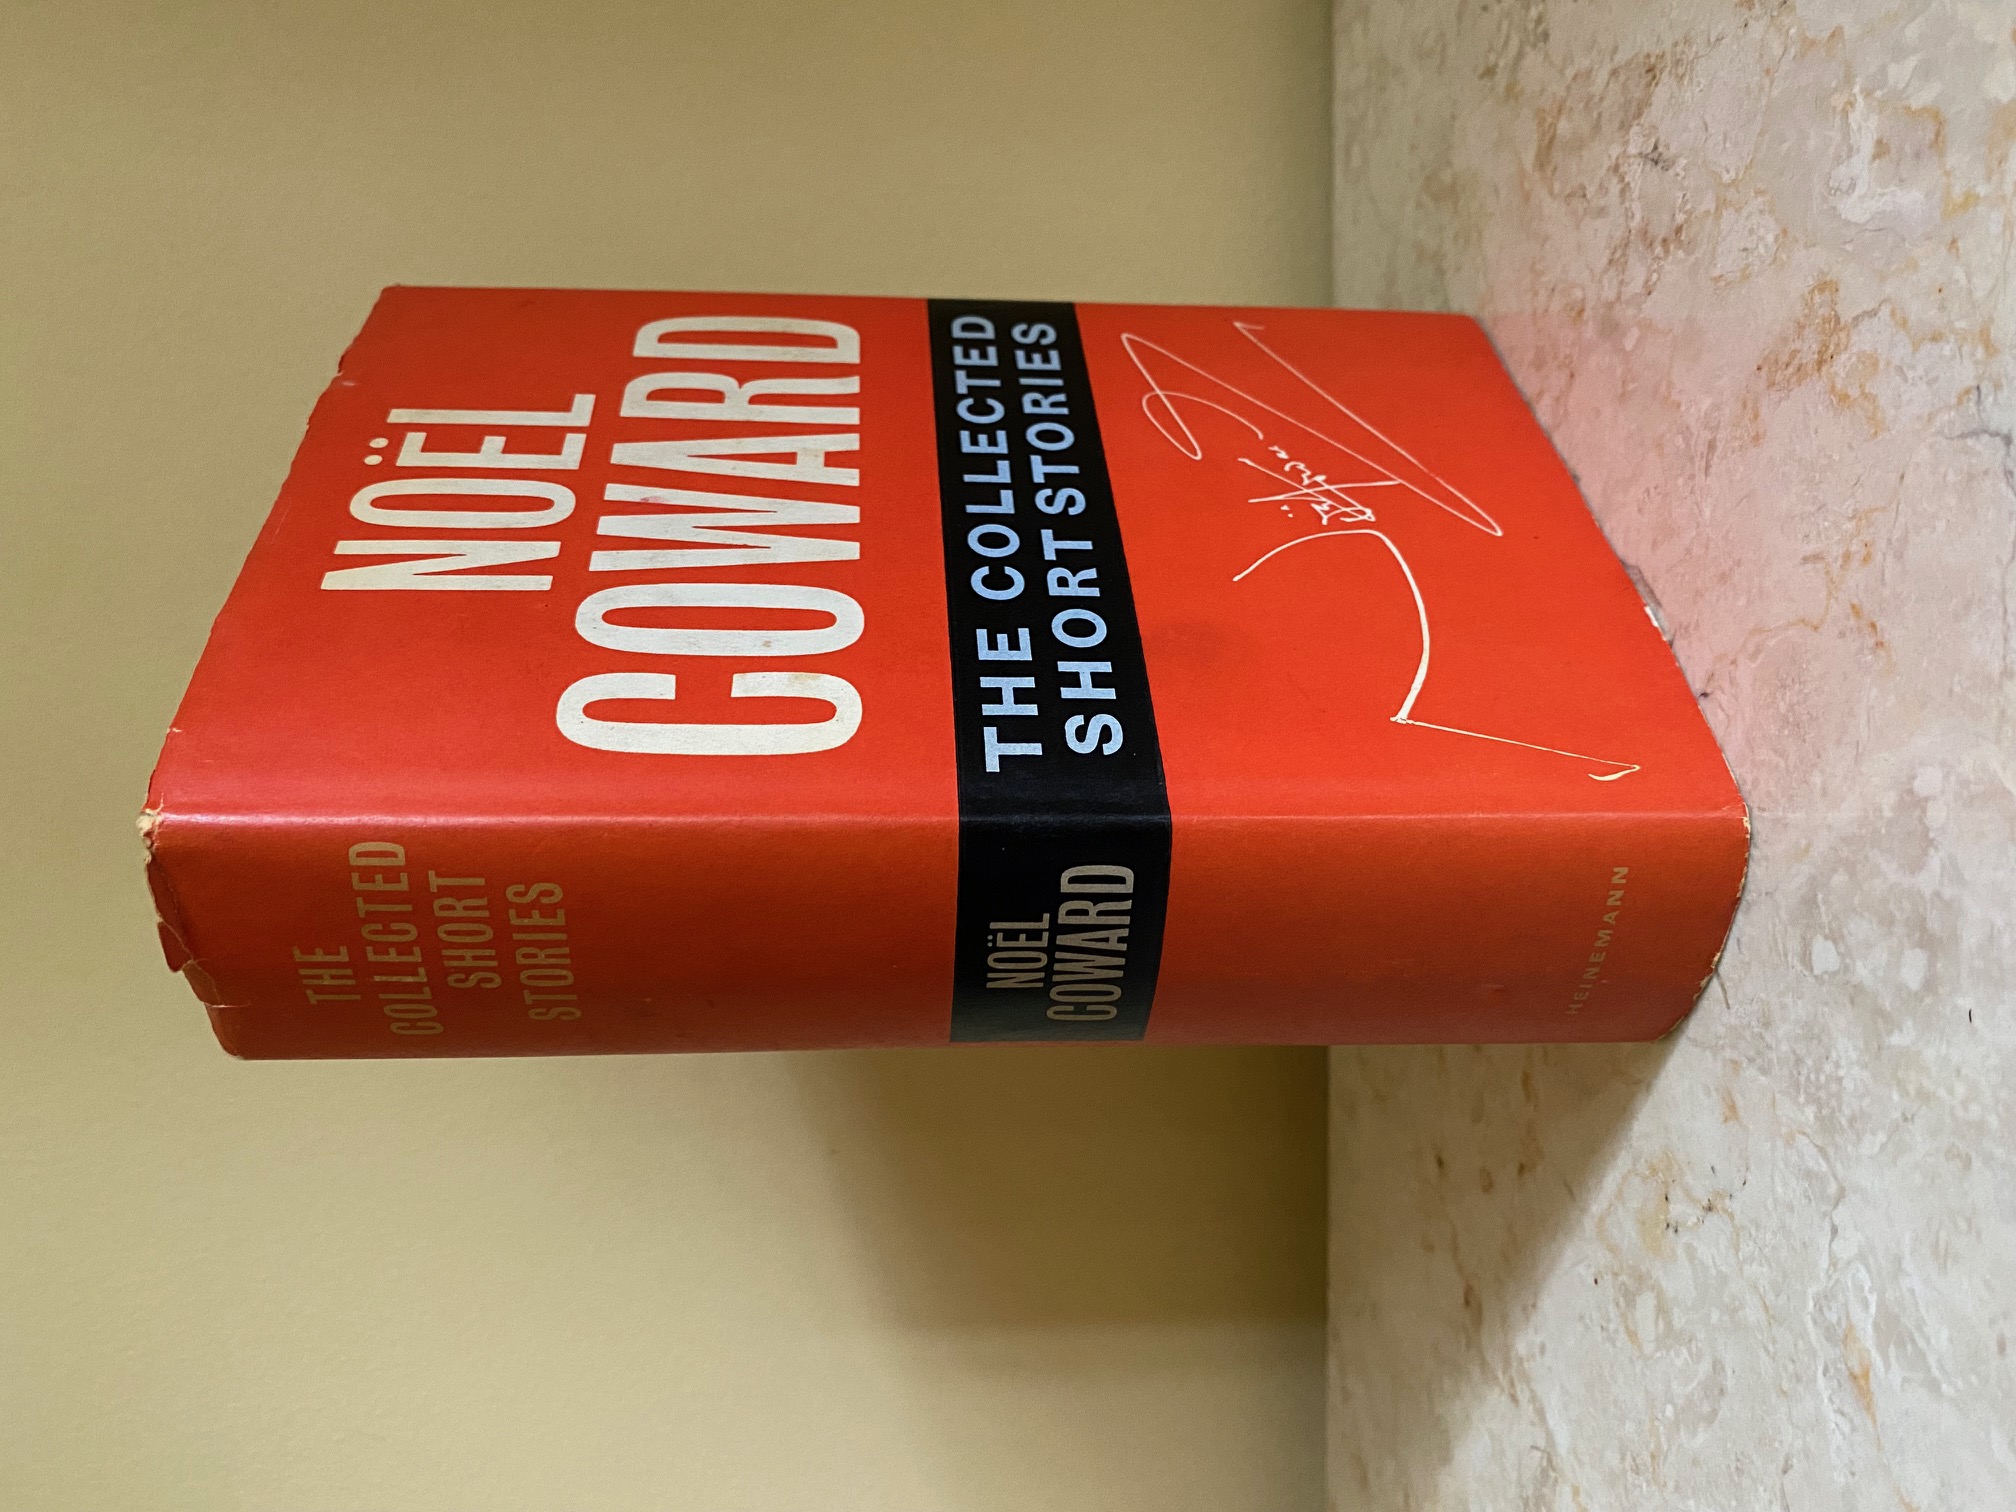 NOËL
COWARD
THE COLLECTED
SHORT STORIES
THE
COLLECTED
SHORT
STORIES
NOËL
COWARD
HEINEMANN